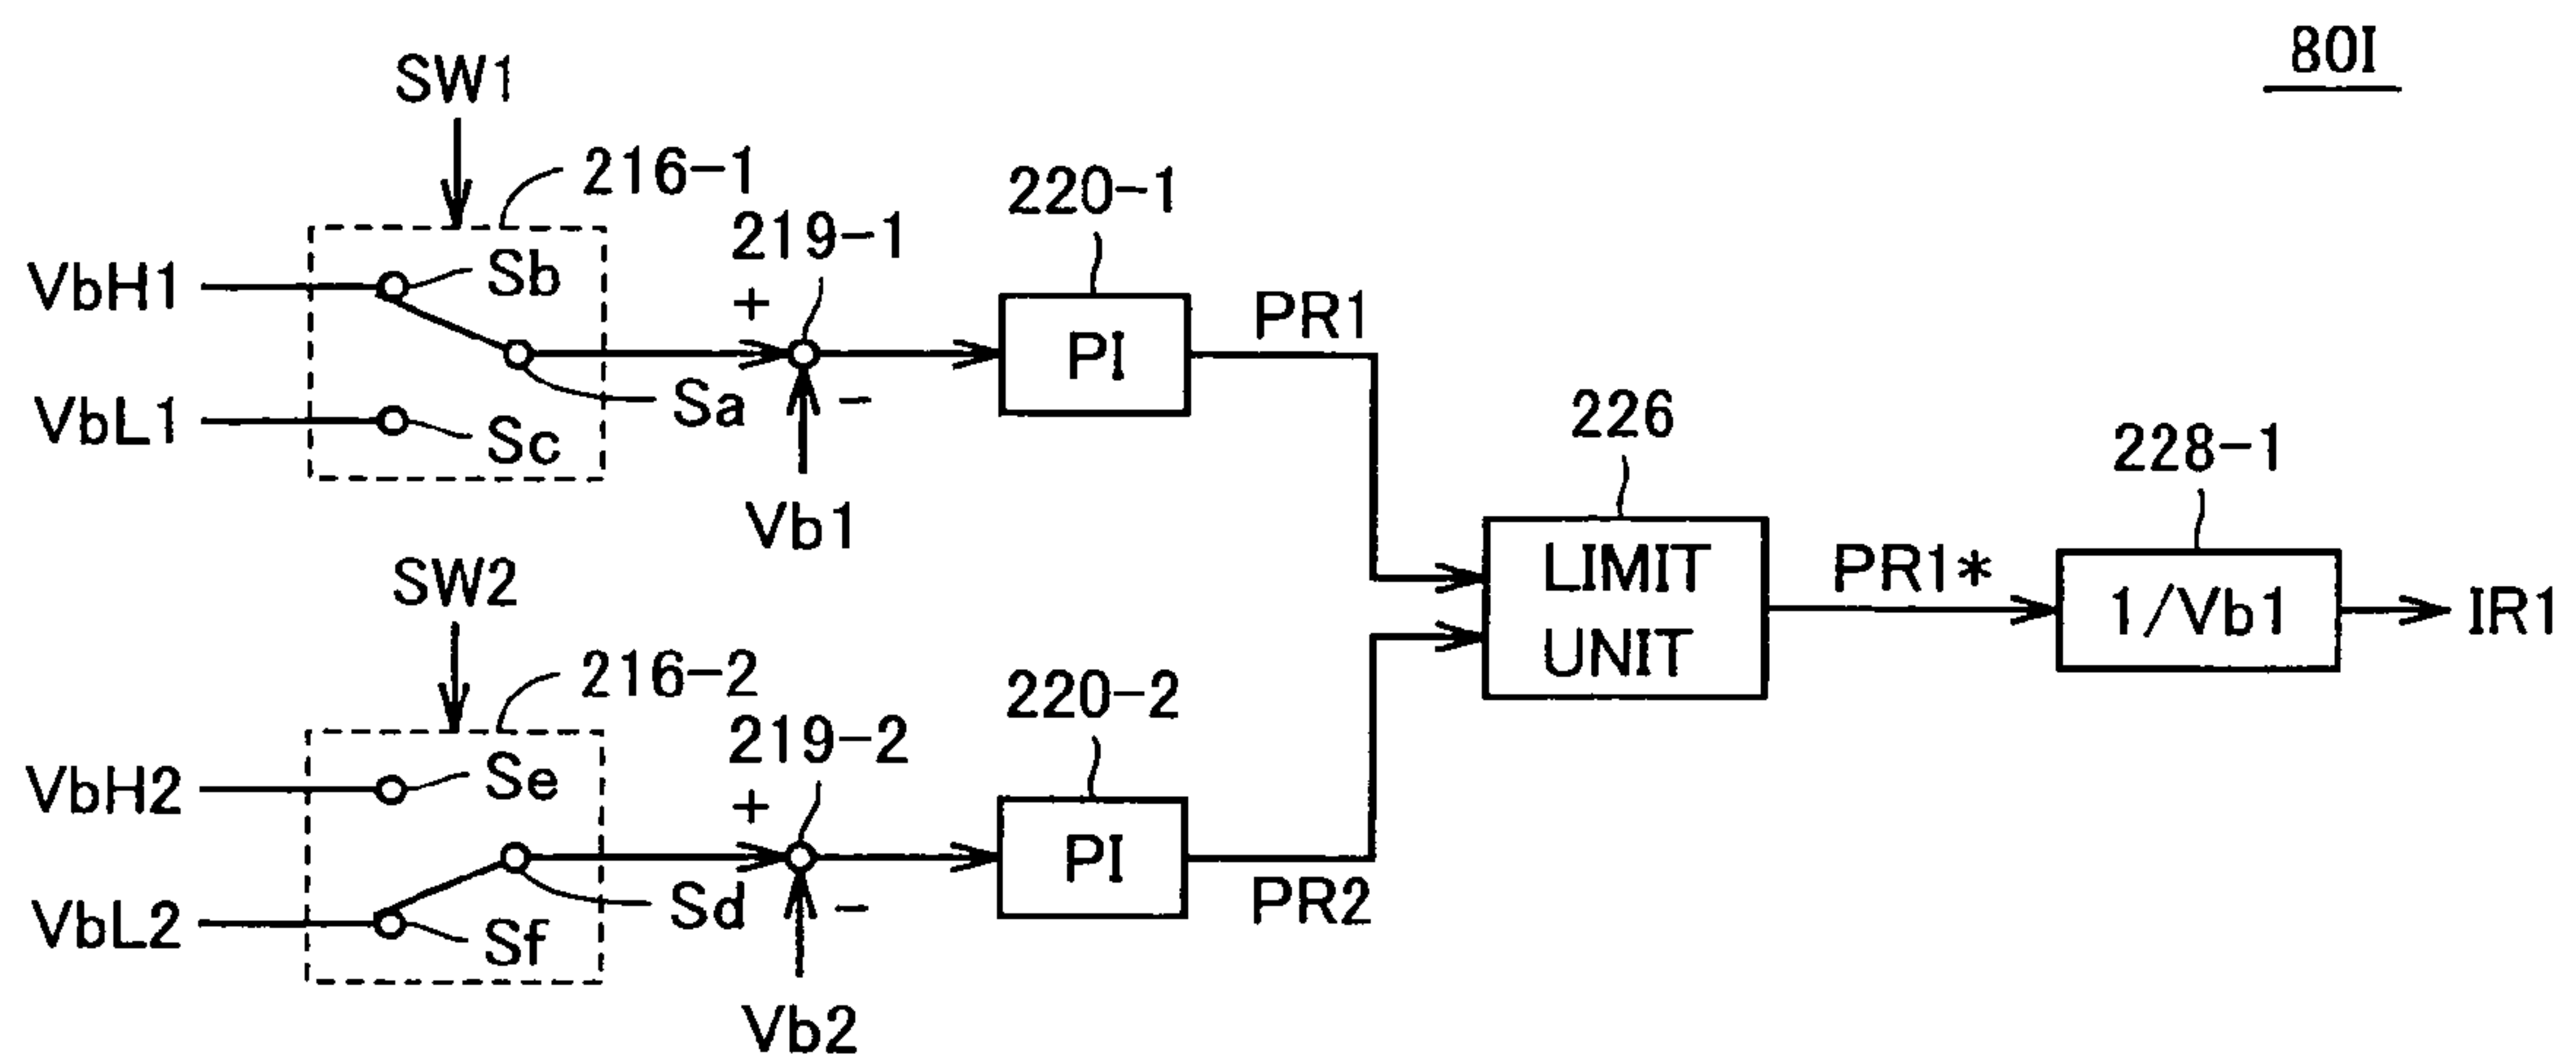 80I
SW1
216-1
VbH1
Sb
219-1
+
220-1
PI
PR1
VbL1
Sc
Sa
-
Vb1
226
LIMIT
UNIT
PR1*
228-1
1/Vb1
IR1
SW2
216-2
VbH2
Se
219-2
+
220-2
PI
PR2
VbL2
Sf
Sd
-
Vb2